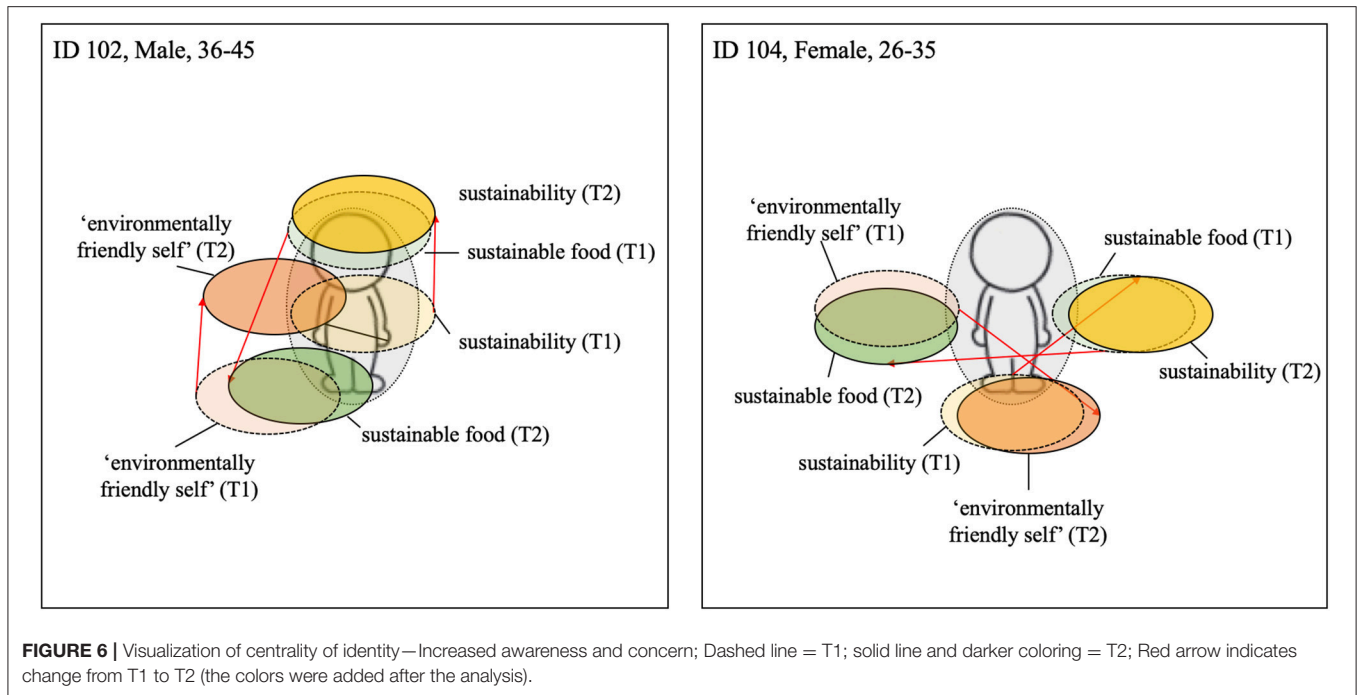 ID 102, Male, 36-45
sustainability (T2)
'environmentally
friendly self' (T2)
sustainable food (T1)
sustainability (T1)
sustainable food (T2)
'environmentally
friendly self' (T1)
ID 104, Female, 26-35
'environmentally
friendly self' (T1)
sustainable food (T1)
sustainability (T2)
sustainable food (T2)
sustainability (T1)
'environmentally
friendly self' (T2)
FIGURE 6 | Visualization of centrality of identity—Increased awareness and concern; Dashed line = T1; solid line and darker coloring = T2; Red arrow indicates
change from T1 to T2 (the colors were added after the analysis).